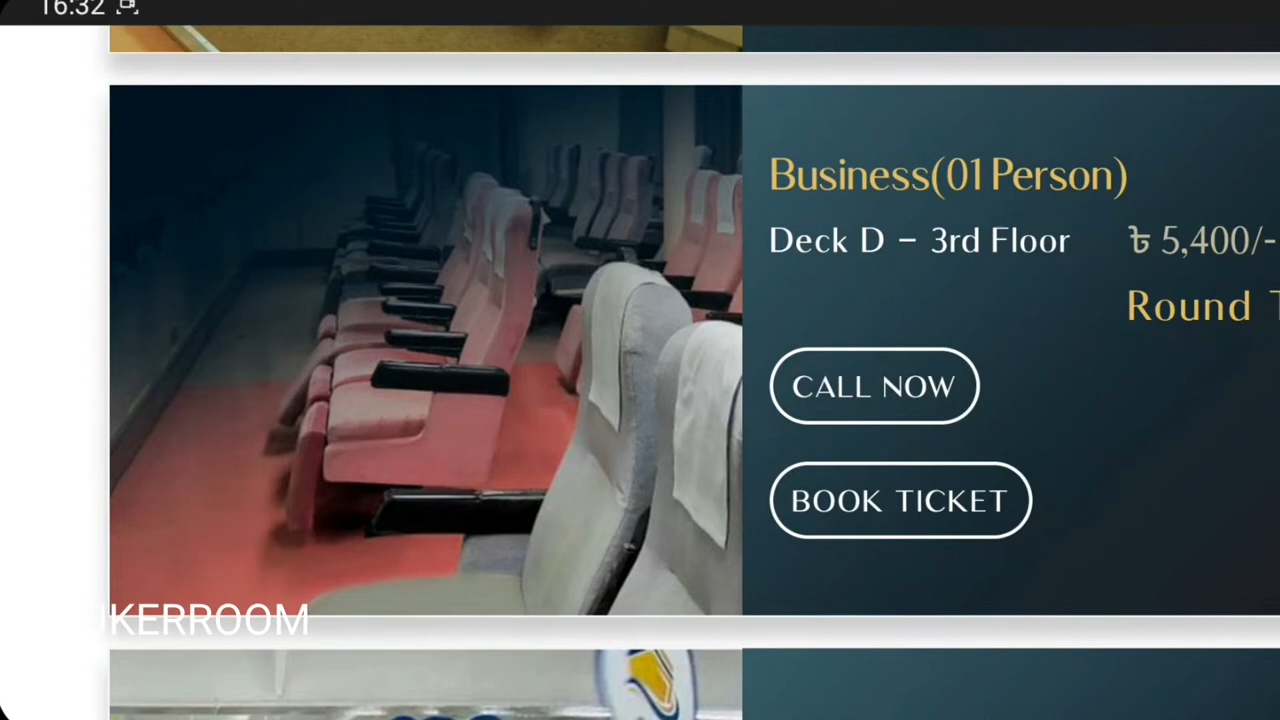 16:32
Business(01 Person)
Deck D – 3rd Floor ৳ 5,400/-
Round
CALL NOW
BOOK TICKET
KERROOM